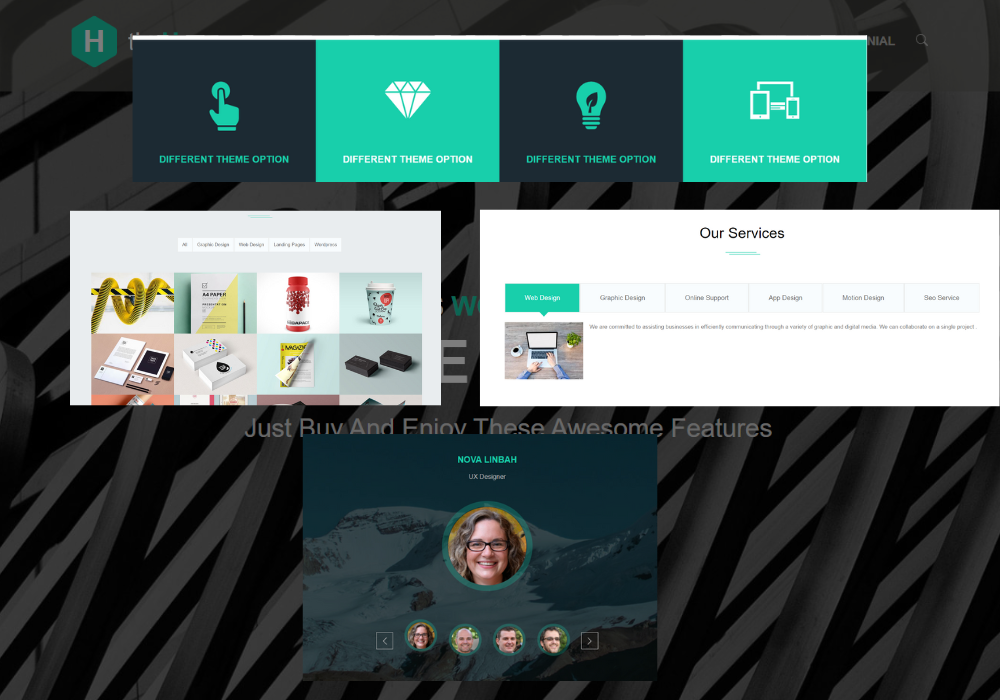 H
NIAL
DIFFERENT THEME OPTION
DIFFERENT THEME OPTION
DIFFERENT THEME OPTION
DIFFERENT THEME OPTION
All Graphic Design Web Design Landing Pages Wordpress
A4 PAPER
MEGAPACK
MAGAZINE
Our Services
Web Design
Graphic Design
Online Support
App Design
Motion Design
Seo Service
We are committed to assisting businesses in efficiently communicating through a variety of graphic and digital media. We can collaborate on a single project .
Just Buy And Enjoy These Awesome Features
NOVA LINBAH
UX Designer